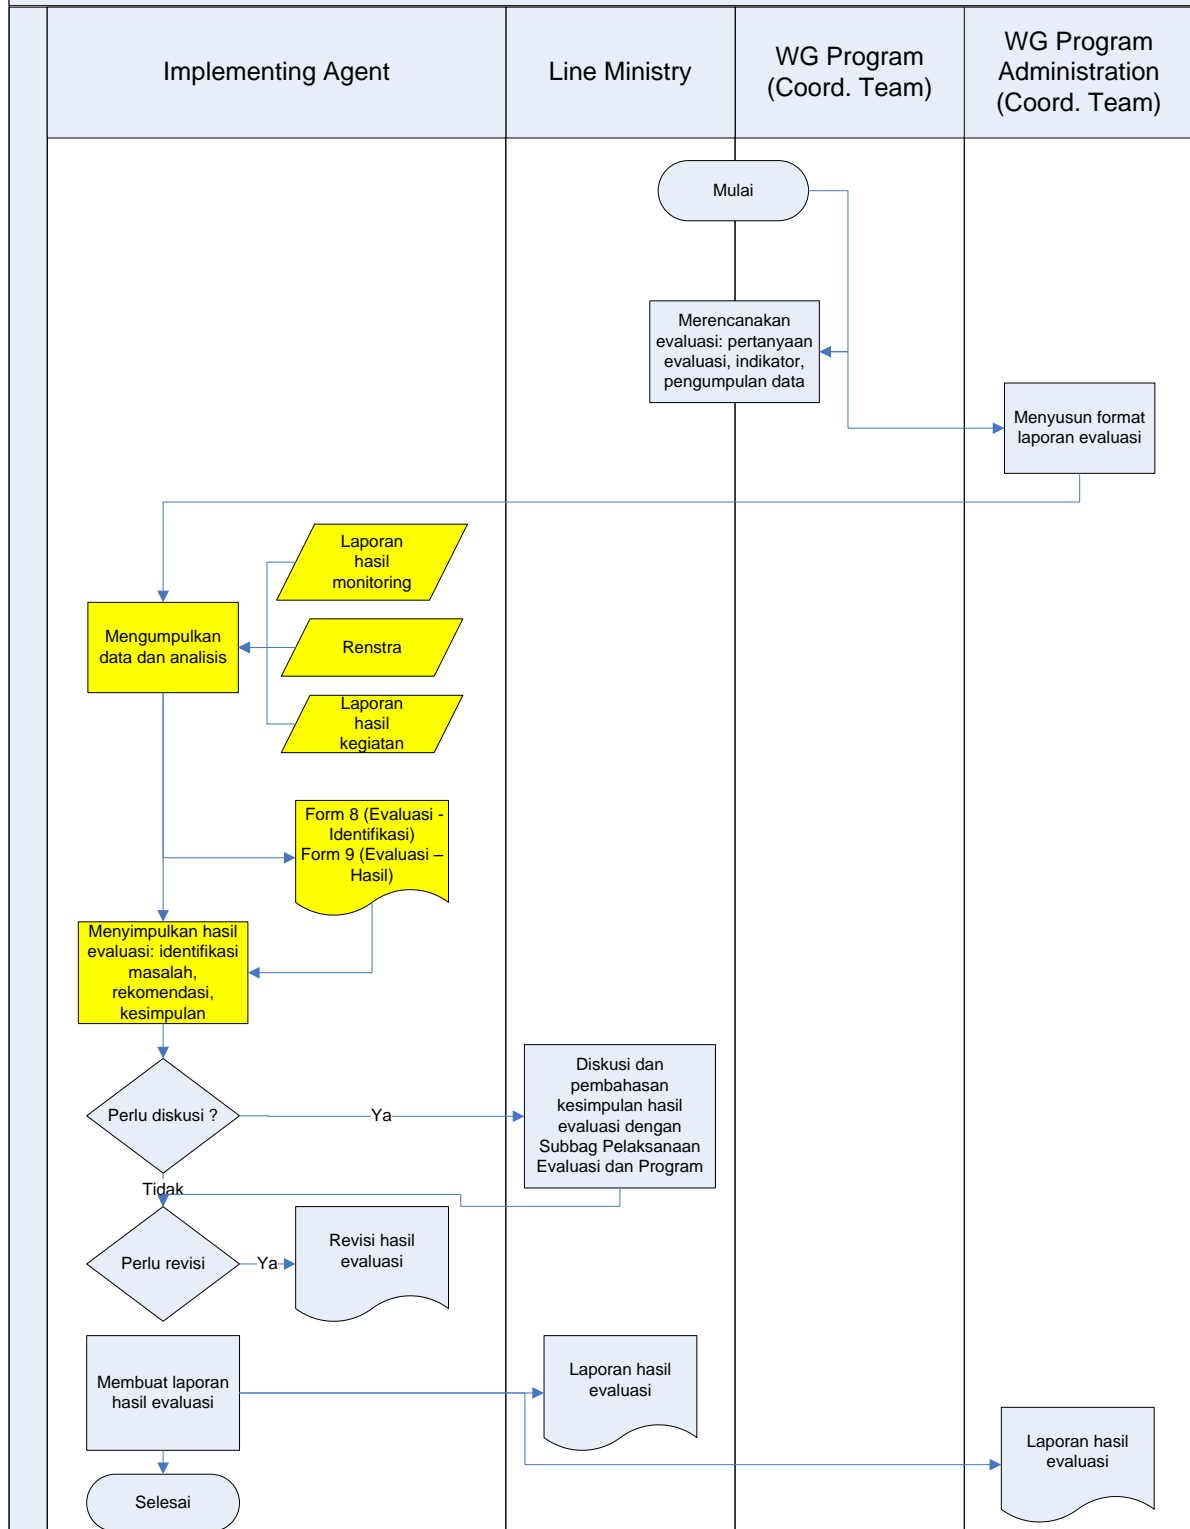 Implementing Agent
Line Ministry
WG Program
(Coord. Team)
WG Program
Administration
(Coord. Team)
Mulai
Merencanakan
evaluasi: pertanyaan
evaluasi, indikator,
pengumpulan data
Menyusun format
laporan evaluasi
Laporan
hasil
monitoring
Mengumpulkan
data dan analisis
Renstra
Laporan
hasil
kegiatan
Form 8 (Evaluasi -
Identifikasi)
Form 9 (Evaluasi –
Hasil)
Menyimpulkan hasil
evaluasi: identifikasi
masalah,
rekomendasi,
kesimpulan
Perlu diskusi ?
Ya
Diskusi dan
pembahasan
kesimpulan hasil
evaluasi dengan
Subbag Pelaksanaan
Evaluasi dan Program
Tidak
Perlu revisi
Ya
Revisi hasil
evaluasi
Membuat laporan
hasil evaluasi
Laporan hasil
evaluasi
Laporan hasil
evaluasi
Selesai